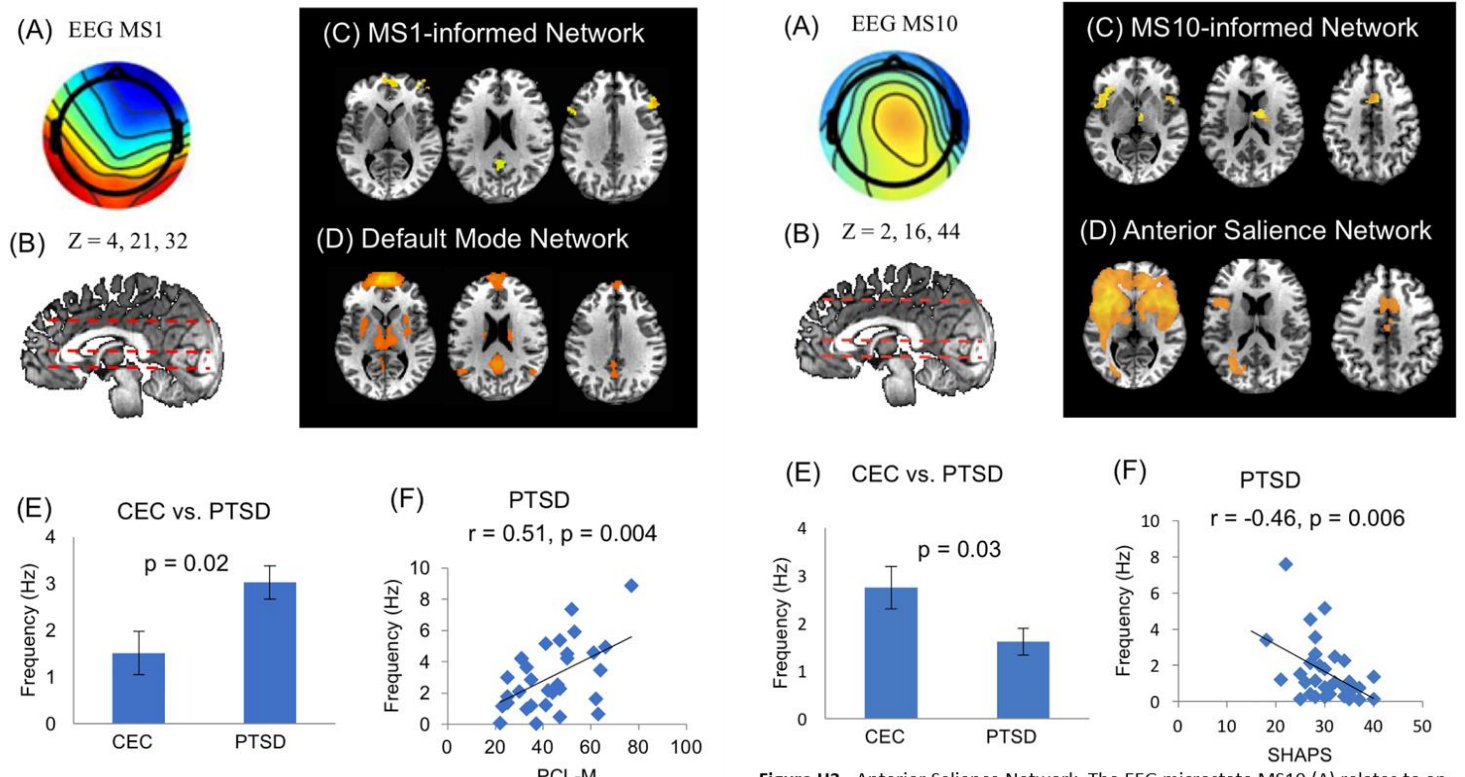 (A) EEG MS1
(C) MS1-informed Network
(B) Z = 4, 21, 32
(D) Default Mode Network
(E)
CEC vs. PTSD
p = 0.02
Frequency (Hz)
4
3
2
1
0
CEC
PTSD
(F)
PTSD
r = 0.51, p = 0.004
Frequency (Hz)
10
8
6
4
2
0
0 20 40 60 80 100
PCL-M
(A) EEG MS10
(C) MS10-informed Network
(B) Z = 2, 16, 44
(D) Anterior Salience Network
(E)
CEC vs. PTSD
p = 0.03
Frequency (Hz)
4
3
2
1
0
CEC
PTSD
(F)
PTSD
r = -0.46, p = 0.006
Frequency (Hz)
10
8
6
4
2
0
0 10 20 30 40 50
SHAPS
Anterior Salience Network. The EEG microstate MS10 (A) relates to an